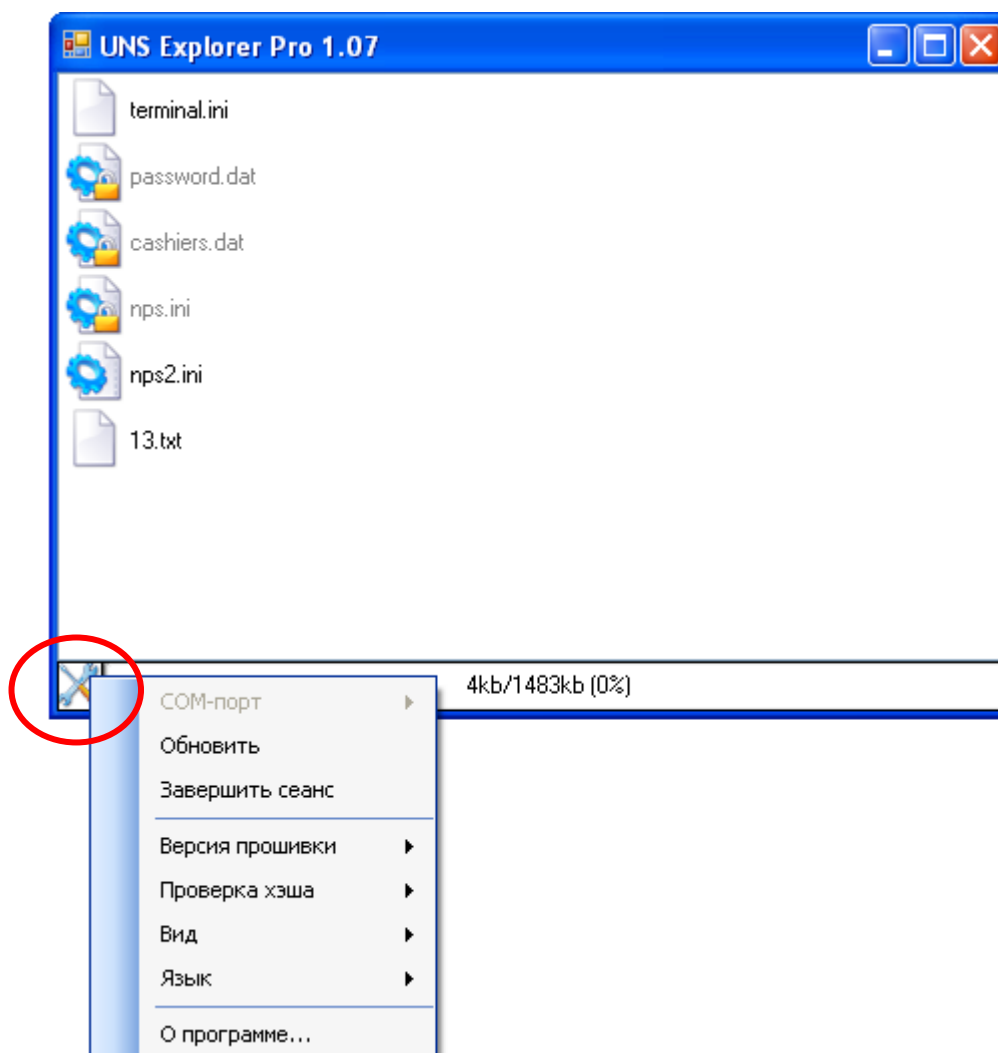 UNS Explorer Pro 1.07
terminal.ini
password.dat
cashiers.dat
nps.ini
nps2.ini
13.txt
4kb/1483kb (0%)
COM-порт
Обновить
Завершить сеанс
Версия прошивки
Проверка хэша
Вид
Язык
О программе...